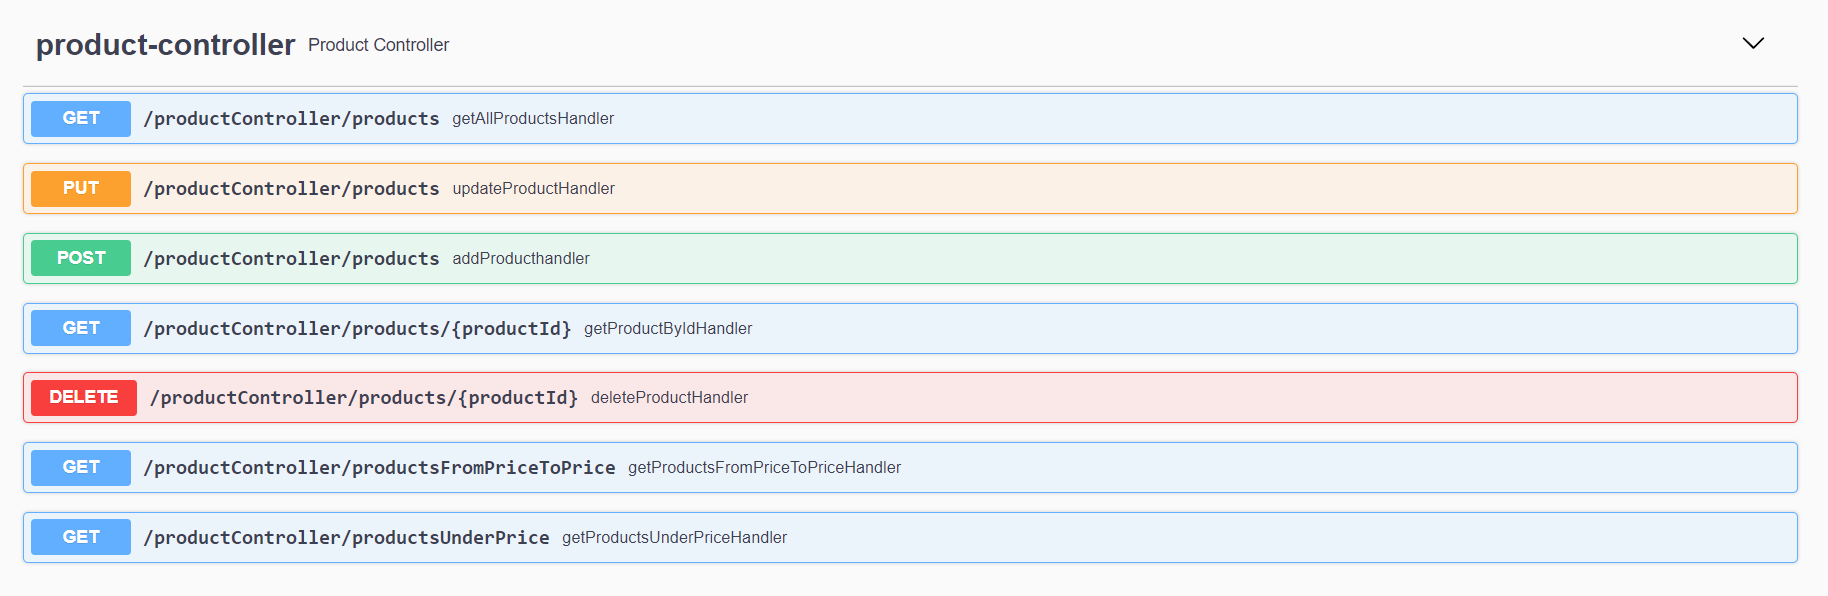 product-controller Product Controller
GET /productController/products getAllProductsHandler
PUT /productController/products updateProductHandler
POST /productController/products addProducthandler
GET /productController/products/{productId} getProductByIdHandler
DELETE /productController/products/{productId} deleteProductHandler
GET /productController/productsFromPriceToPrice getProductsFromPriceToPriceHandler
GET /productController/productsUnderPrice getProductsUnderPriceHandler